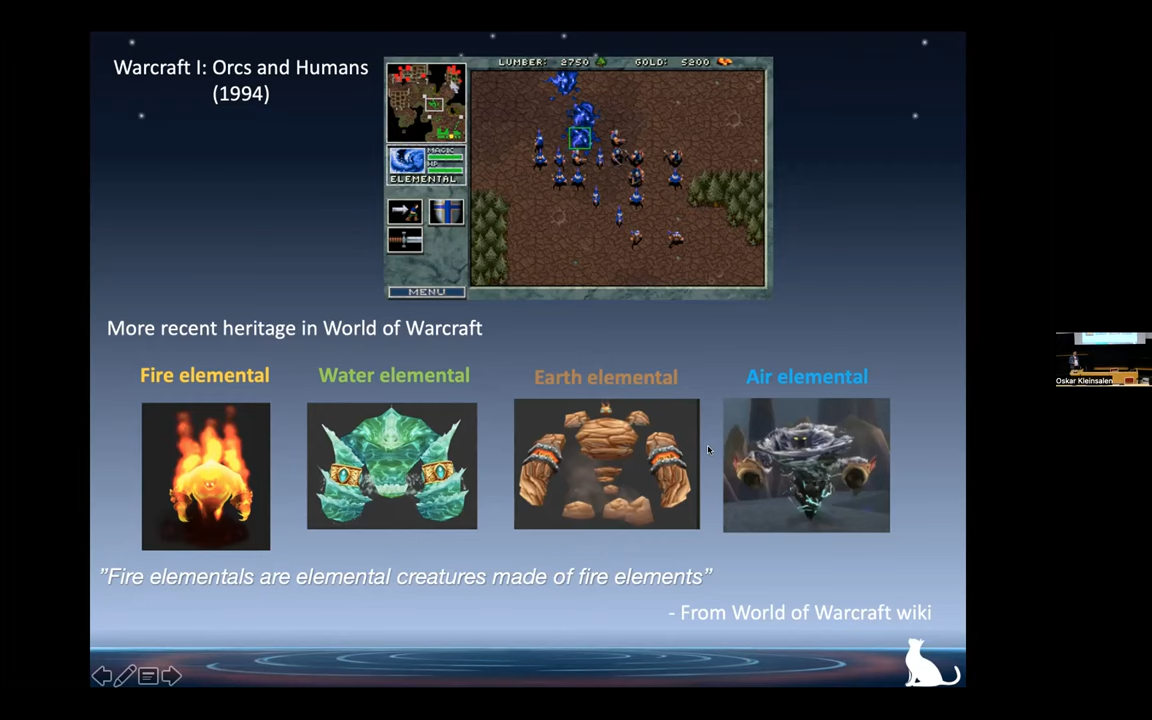 Warcraft I: Orcs and Humans
(1994)
LUMBER: 2750
GOLD: 5200
MAGIC
HP
ELEMENTAL
MENU
More recent heritage in World of Warcraft
Fire elemental
Water elemental
Earth elemental
Air elemental
”Fire elementals are elemental creatures made of fire elements”
- From World of Warcraft wiki
Oskar Kleinsalen